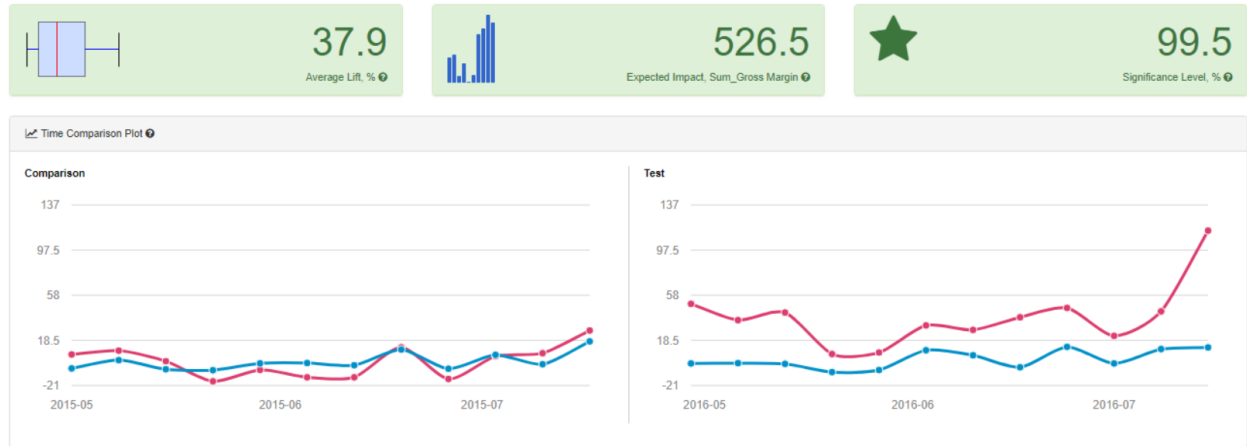 37.9
Average Lift, %
526.5
Expected Impact, Sum_Gross Margin
99.5
Significance Level, %
Time Comparison Plot
Comparison
137
97.5
58
18.5
-21
2015-05 2015-06 2015-07
Test
137
97.5
58
18.5
-21
2016-05 2016-06 2016-07